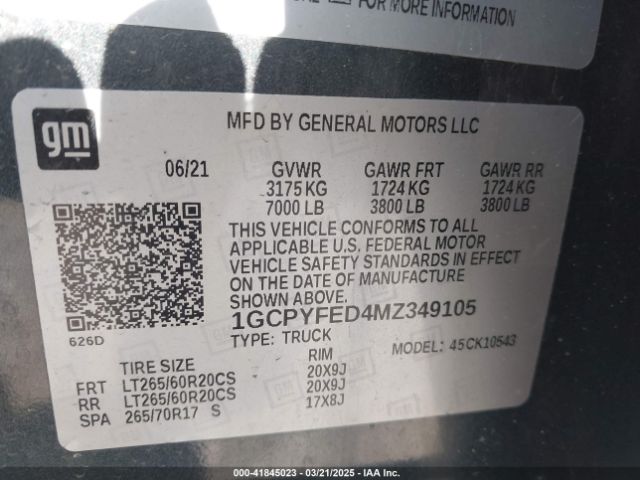 FOR MORE INFORMATION
gm
MFD BY GENERAL MOTORS LLC
06/21 GVWR GAWR FRT GAWR RR
3175 KG 1724 KG 1724 KG
7000 LB 3800 LB 3800 LB
THIS VEHICLE CONFORMS TO ALL
APPLICABLE U.S. FEDERAL MOTOR
VEHICLE SAFETY STANDARDS IN EFFECT
ON THE DATE OF MANUFACTURE
SHOWN ABOVE.
1GCPYFED4MZ349105
626D
TYPE: TRUCK MODEL: 45CK10543
TIRE SIZE RIM
FRT LT265/60R20CS 20X9J
RR LT265/60R20CS 20X9J
SPA 265/70R17 S 17X8J
000-41845023 — 03/21/2025 — IAA Inc.